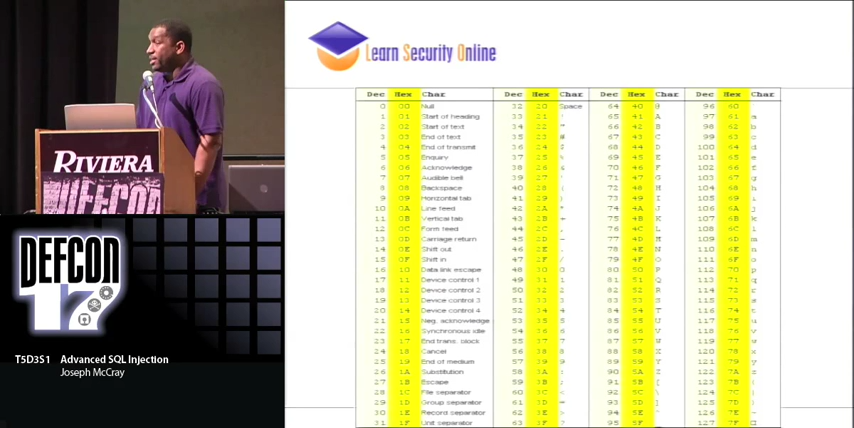 RIVIERA
DEFCON
DEFCON
17
T5D3S1 Advanced SQL Injection
Joseph McCray
Learn Security Online
Dec Hex Char Dec Hex Char Dec Hex Char Dec Hex Char
0 00 Null 32 20 Space 64 40 @ 96 60
1 01 Start of heading 33 21 65 41 A 97 61 a
2 02 Start of text 34 22 " 66 42 B 98 62 b
3 03 End of text 35 23 # 67 43 C 99 63 c
4 04 End of transmit 36 24 $ 68 44 D 100 64 d
5 05 Enquiry 37 25 % 69 45 E 101 65 e
6 06 Acknowledge 38 26 & 70 46 F 102 66 f
7 07 Audible bell 39 27 ' 71 47 G 103 67 g
8 08 Backspace 40 28 ( 72 48 H 104 68 h
9 09 Horizontal tab 41 29 ) 73 49 I 105 69 i
10 0A Line feed 42 2A * 74 4A J 106 6A j
11 0B Vertical tab 43 2B + 75 4B K 107 6B k
12 0C Form feed 44 2C , 76 4C L 108 6C l
13 0D Carriage return 45 2D - 77 4D M 109 6D m
14 0E Shift out 46 2E . 78 4E N 110 6E n
15 0F Shift in 47 2F / 79 4F O 111 6F o
16 10 Data link escape 48 30 0 80 50 P 112 70 p
17 11 Device control 1 49 31 1 81 51 Q 113 71 q
18 12 Device control 2 50 32 2 82 52 R 114 72 r
19 13 Device control 3 51 33 3 83 53 S 115 73 s
20 14 Device control 4 52 34 4 84 54 T 116 74 t
21 15 Neg. acknowledge 53 35 5 85 55 U 117 75 u
22 16 Synchronous idle 54 36 6 86 56 V 118 76 v
23 17 End trans. block 55 37 7 87 57 W 119 77 w
24 18 Cancel 56 38 8 88 58 X 120 78 x
25 19 End of medium 57 39 9 89 59 Y 121 79 y
26 1A Substitution 58 3A : 90 5A Z 122 7A z
27 1B Escape 59 3B ; 91 5B [ 123 7B {
28 1C File separator 60 3C < 92 5C \ 124 7C |
29 1D Group separator 61 3D = 93 5D ] 125 7D }
30 1E Record separator 62 3E > 94 5E ^ 126 7E ~
31 1F Unit separator 63 3F ? 95 5F _ 127 7F